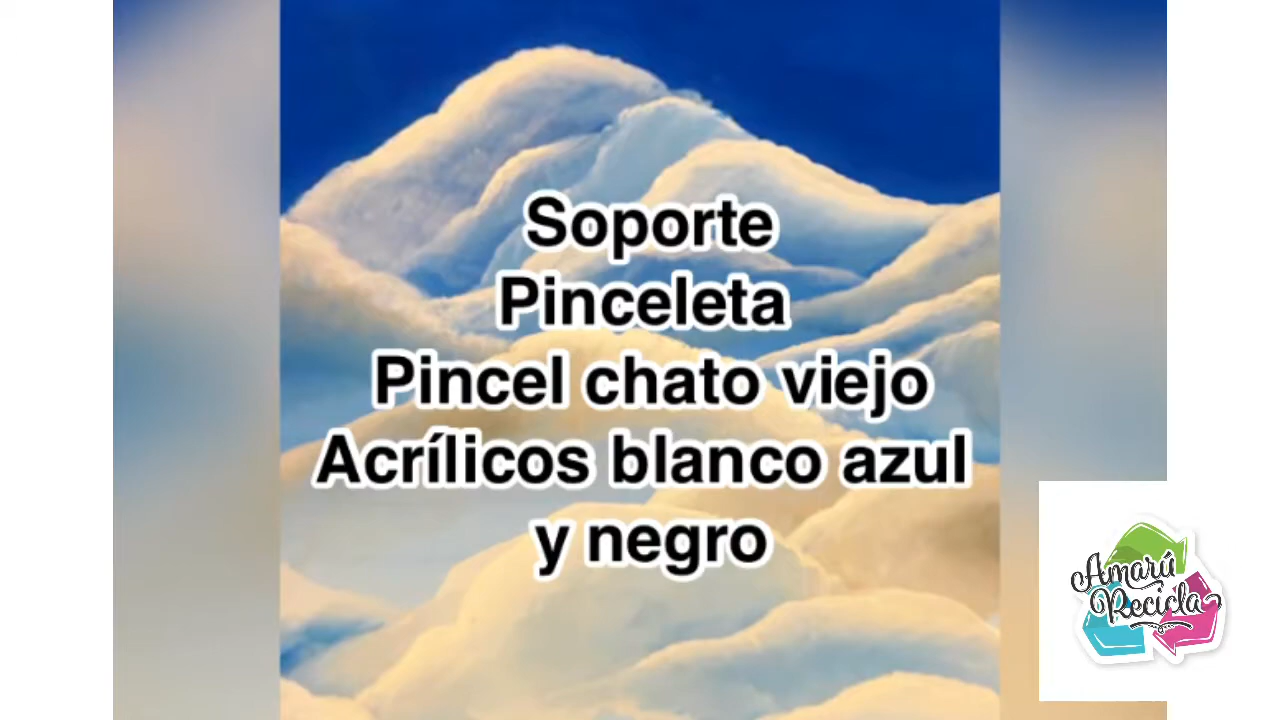 Soporte
Pinceleta
Pincel chato viejo
Acrílicos blanco azul
y negro
Amarú
Recicla